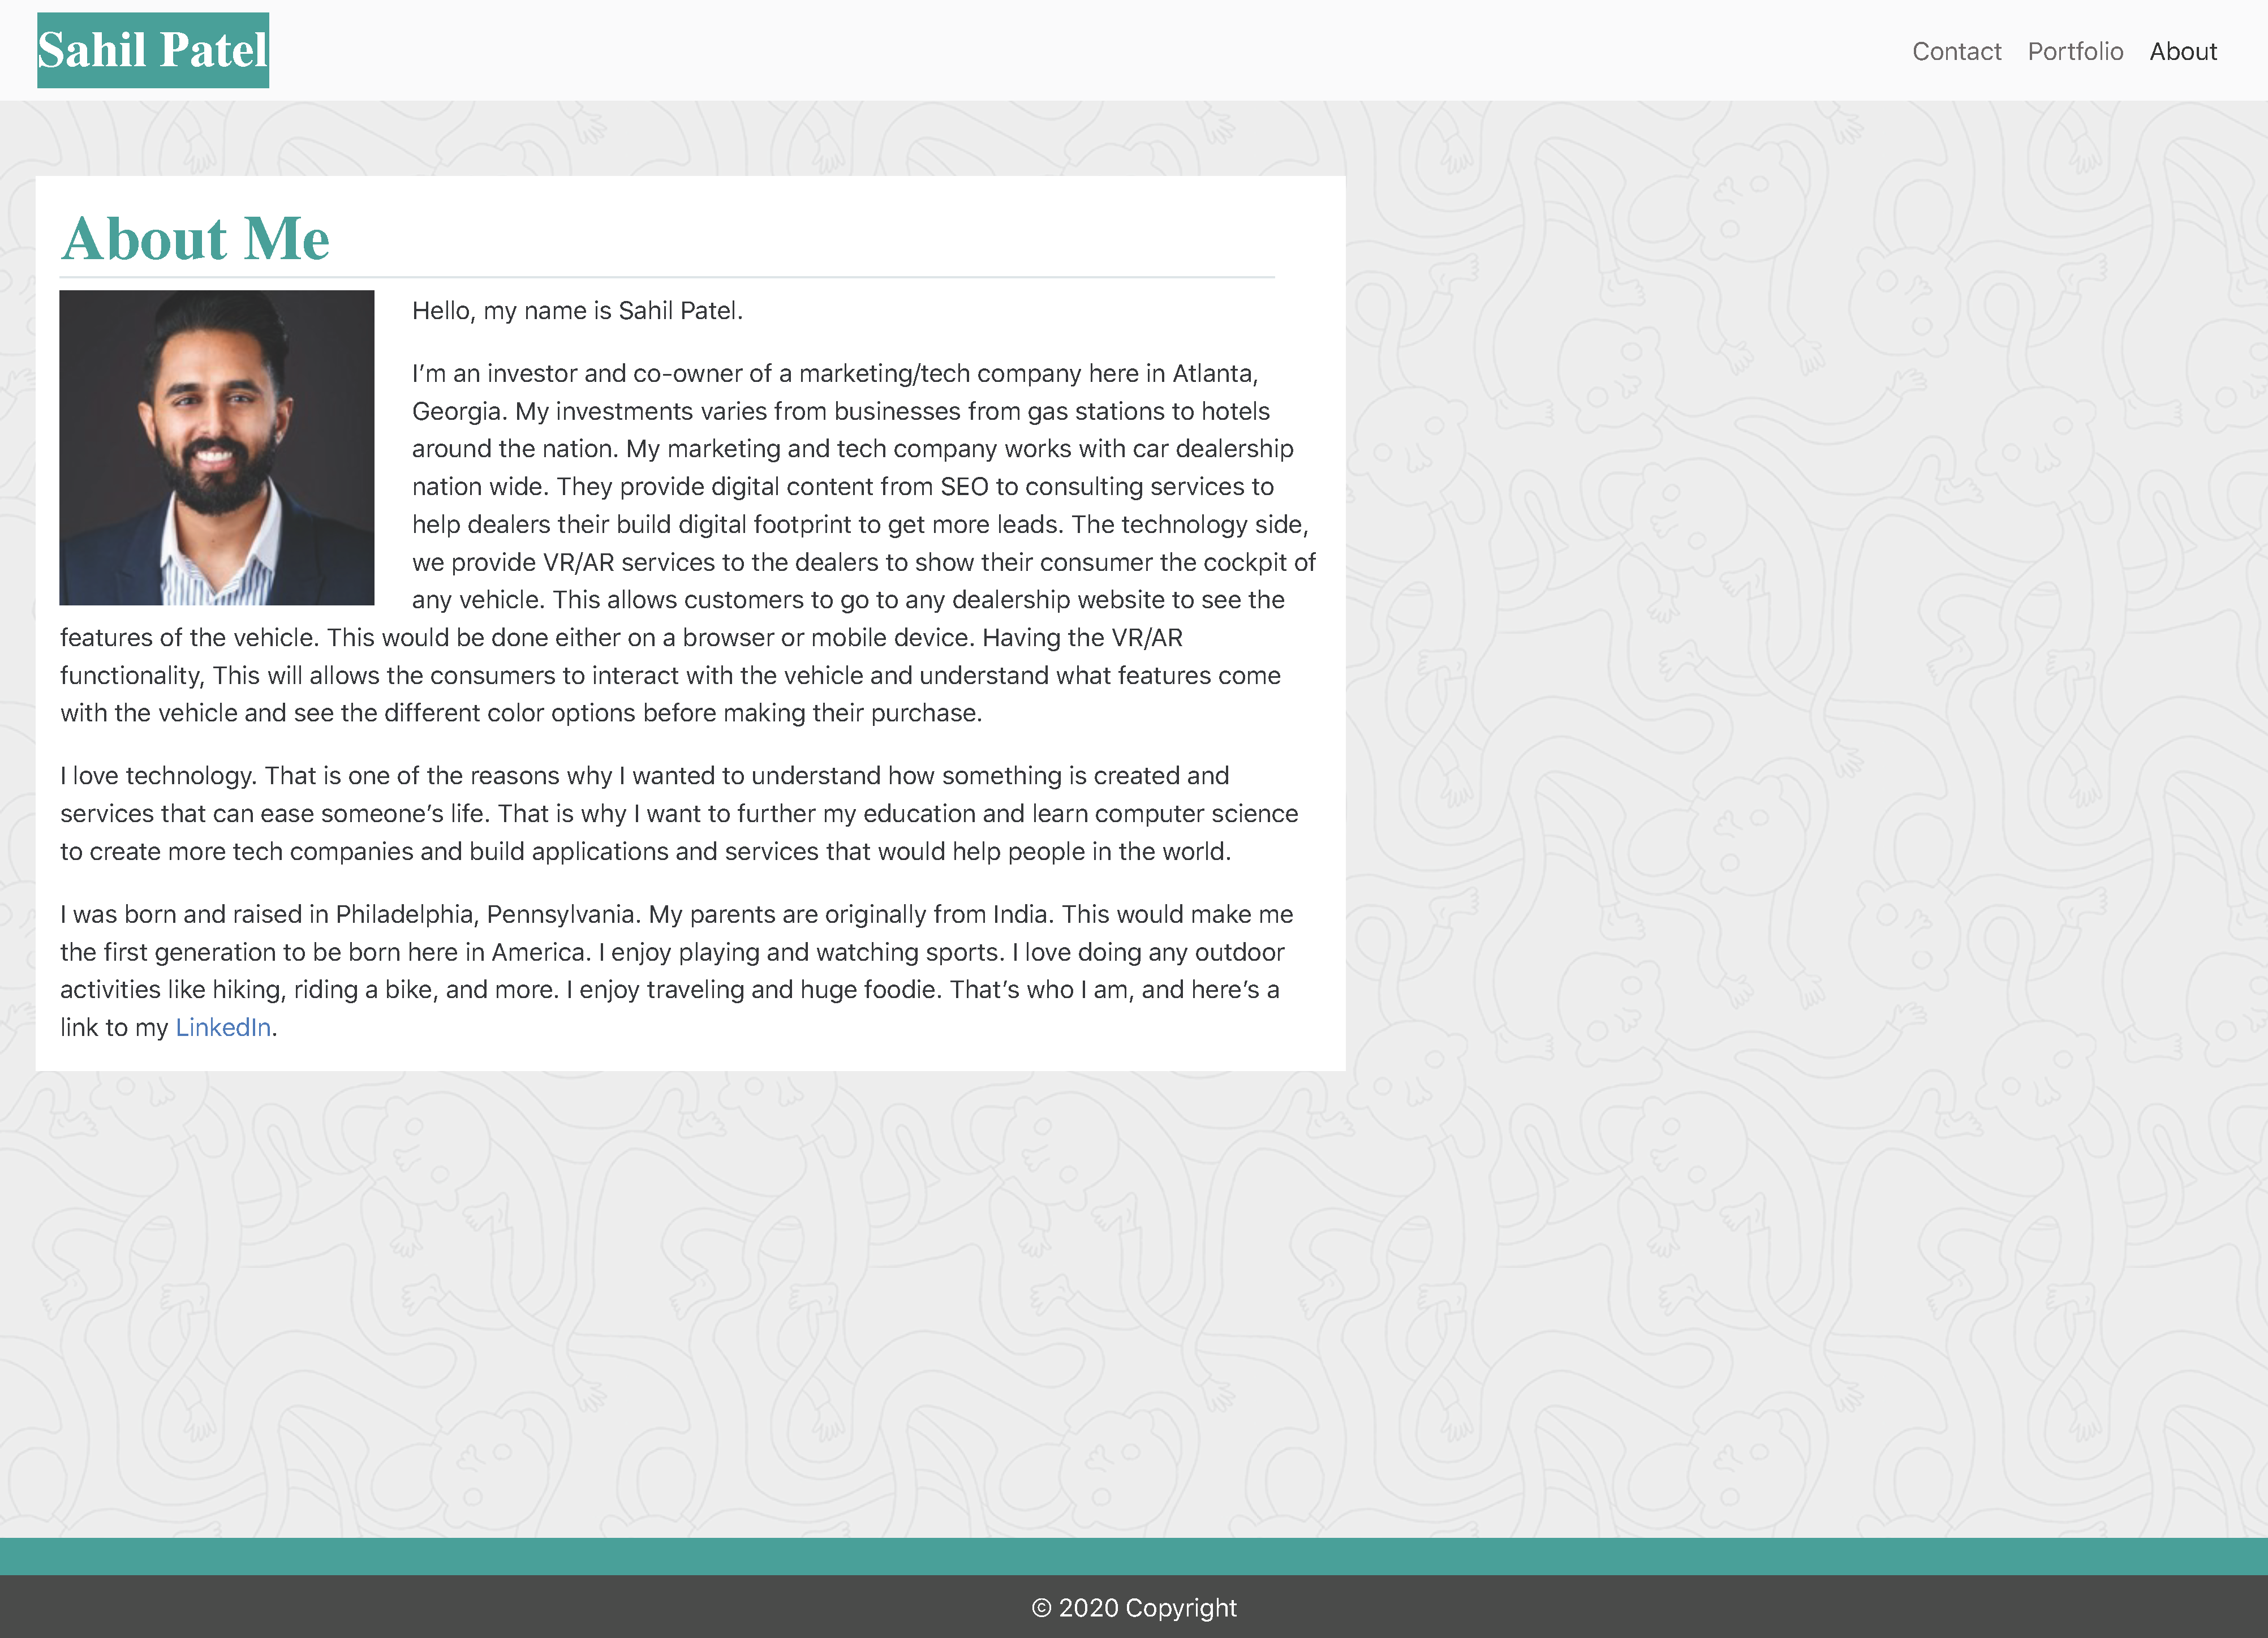 Sahil Patel
Contact Portfolio About
About Me
Hello, my name is Sahil Patel.
I’m an investor and co-owner of a marketing/tech company here in Atlanta,
Georgia. My investments varies from businesses from gas stations to hotels
around the nation. My marketing and tech company works with car dealership
nation wide. They provide digital content from SEO to consulting services to
help dealers their build digital footprint to get more leads. The technology side,
we provide VR/AR services to the dealers to show their consumer the cockpit of
any vehicle. This allows customers to go to any dealership website to see the
features of the vehicle. This would be done either on a browser or mobile device. Having the VR/AR
functionality, This will allows the consumers to interact with the vehicle and understand what features come
with the vehicle and see the different color options before making their purchase.
I love technology. That is one of the reasons why I wanted to understand how something is created and
services that can ease someone’s life. That is why I want to further my education and learn computer science
to create more tech companies and build applications and services that would help people in the world.
I was born and raised in Philadelphia, Pennsylvania. My parents are originally from India. This would make me
the first generation to be born here in America. I enjoy playing and watching sports. I love doing any outdoor
activities like hiking, riding a bike, and more. I enjoy traveling and huge foodie. That’s who I am, and here’s a
link to my LinkedIn.
© 2020 Copyright